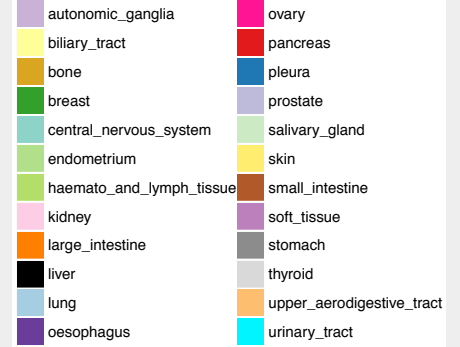 autonomic_ganglia
biliary_tract
bone
breast
central_nervous_system
endometrium
haemato_and_lymph_tissue
kidney
large_intestine
liver
lung
oesophagus
ovary
pancreas
pleura
prostate
salivary_gland
skin
small_intestine
soft_tissue
stomach
thyroid
upper_aerodigestive_tract
urinary_tract